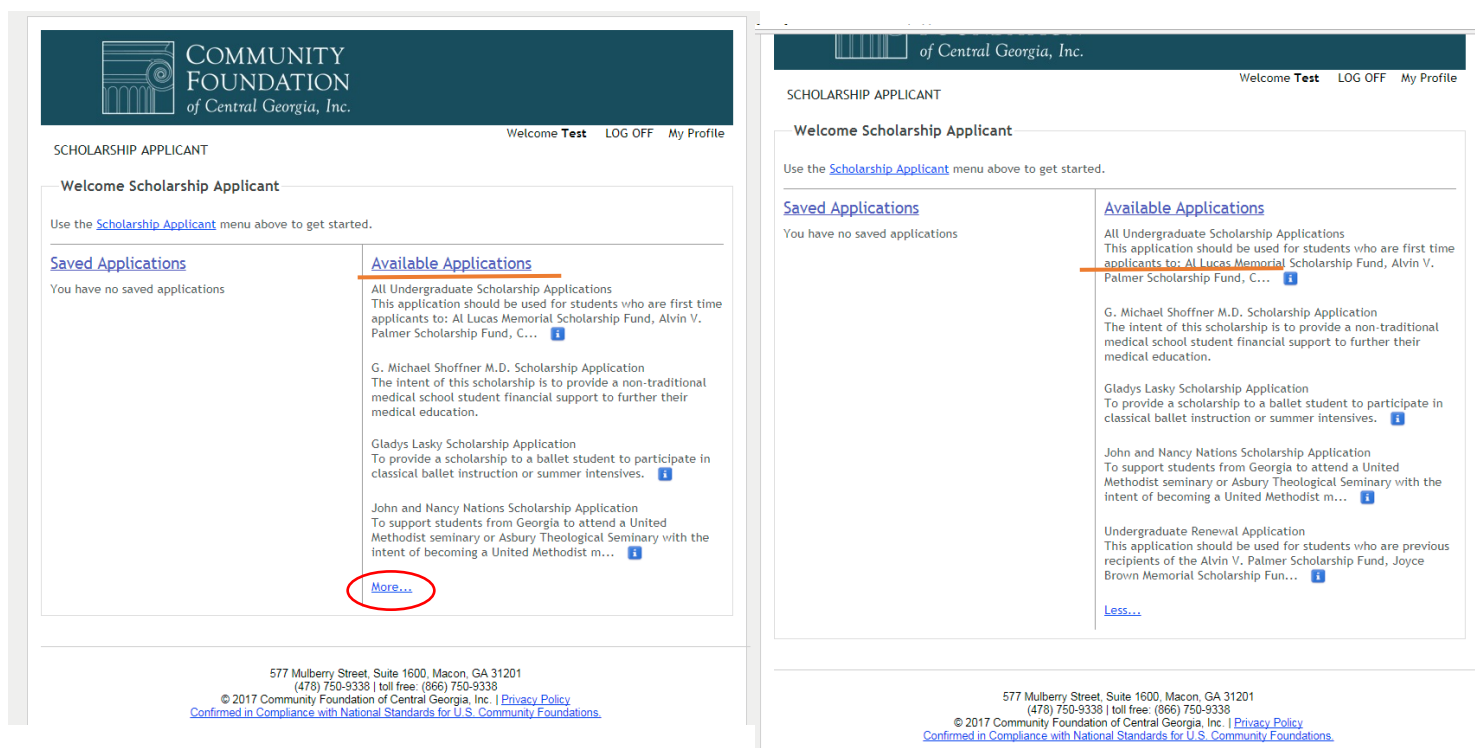 COMMUNITY
FOUNDATION
of Central Georgia, Inc.
Welcome Test LOG OFF My Profile
SCHOLARSHIP APPLICANT
Welcome Scholarship Applicant
Use the Scholarship Applicant menu above to get started.
Saved Applications
You have no saved applications
Available Applications
All Undergraduate Scholarship Applications
This application should be used for students who are first time
applicants to: Al Lucas Memorial Scholarship Fund, Alvin V.
Palmer Scholarship Fund, C... i
G. Michael Shoffner M.D. Scholarship Application
The intent of this scholarship is to provide a non-traditional
medical school student financial support to further their
medical education.
Gladys Lasky Scholarship Application
To provide a scholarship to a ballet student to participate in
classical ballet instruction or summer intensives. i
John and Nancy Nations Scholarship Application
To support students from Georgia to attend a United
Methodist seminary or Asbury Theological Seminary with the
intent of becoming a United Methodist m... i
More...
577 Mulberry Street, Suite 1600, Macon, GA 31201
(478) 750-9338 | toll free: (866) 750-9338
© 2017 Community Foundation of Central Georgia, Inc. | Privacy Policy
Confirmed in Compliance with National Standards for U.S. Community Foundations.
of Central Georgia, Inc.
Welcome Test LOG OFF My Profile
SCHOLARSHIP APPLICANT
Welcome Scholarship Applicant
Use the Scholarship Applicant menu above to get started.
Saved Applications
You have no saved applications
Available Applications
All Undergraduate Scholarship Applications
This application should be used for students who are first time
applicants to: Al Lucas Memorial Scholarship Fund, Alvin V.
Palmer Scholarship Fund, C... i
G. Michael Shoffner M.D. Scholarship Application
The intent of this scholarship is to provide a non-traditional
medical school student financial support to further their
medical education.
Gladys Lasky Scholarship Application
To provide a scholarship to a ballet student to participate in
classical ballet instruction or summer intensives. i
John and Nancy Nations Scholarship Application
To support students from Georgia to attend a United
Methodist seminary or Asbury Theological Seminary with the
intent of becoming a United Methodist m... i
Undergraduate Renewal Application
This application should be used for students who are previous
recipients of the Alvin V. Palmer Scholarship Fund, Joyce
Brown Memorial Scholarship Fun... i
Less...
577 Mulberry Street, Suite 1600, Macon, GA 31201
(478) 750-9338 | toll free: (866) 750-9338
© 2017 Community Foundation of Central Georgia, Inc. | Privacy Policy
Confirmed in Compliance with National Standards for U.S. Community Foundations.